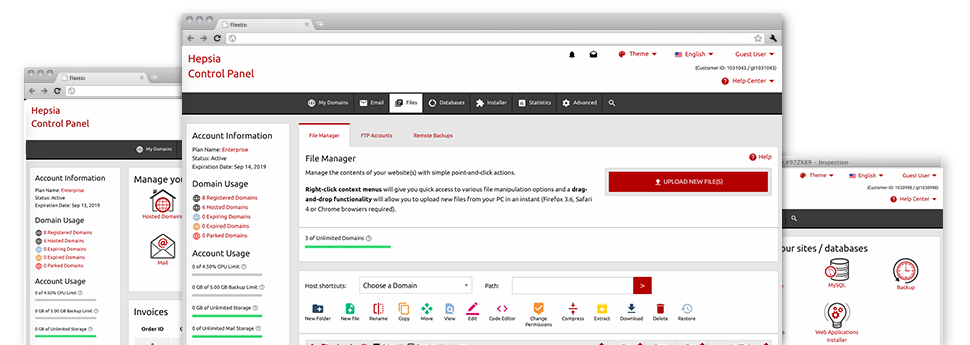 Fleetio
Hepsia
Control Panel
My Domains
Account Information
Plan Name: Enterprise
Status: Active
Expiration Date: Sep 13, 2019
Domain Usage
8 Registered Domains
6 Hosted Domains
0 Expiring Domains
0 Expired Domains
0 Parked Domains
Account Usage
0 of 4.50% CPU Limit
0 GB of 5.00 GB Backup Limit
0 GB of Unlimited Storage
Manage you
Hosted Domains
Mail
Invoices
Order ID
Fleetio
Hepsia
Control Panel
Theme English Guest User
(Customer ID: 1031043 / gt1031043)
Help Center
My Domains Email Files Databases Installer Statistics Advanced
Account Information
Plan Name: Enterprise
Status: Active
Expiration Date: Sep 14, 2019
Domain Usage
8 Registered Domains
6 Hosted Domains
0 Expiring Domains
0 Expired Domains
0 Parked Domains
Account Usage
0 of 4.50% CPU Limit
0 GB of 5.00 GB Backup Limit
0 GB of Unlimited Storage
0 of Unlimited Mail Storage
File Manager FTP Accounts Remote Backups
File Manager
Help
Manage the contents of your website(s) with simple point-and-click actions.
UPLOAD NEW FILE(S)
Right-click context menus will give you quick access to various file manipulation options and a drag-
and-drop functionality will allow you to upload new files from your PC in an instant (Firefox 3.6, Safari
4 or Chrome browsers required).
3 of Unlimited Domains
Host shortcuts: Choose a Domain Path: >
New Folder New File Rename Copy Move View Edit Code Editor Change Permissions Compress Extract Download Delete Restore
#97ZX89 - Inspection
Theme English Guest User
(Customer ID: 1030998 / gt1030998)
Help Center
ur sites / databases
MySQL
Backup
Web Applications
Installer